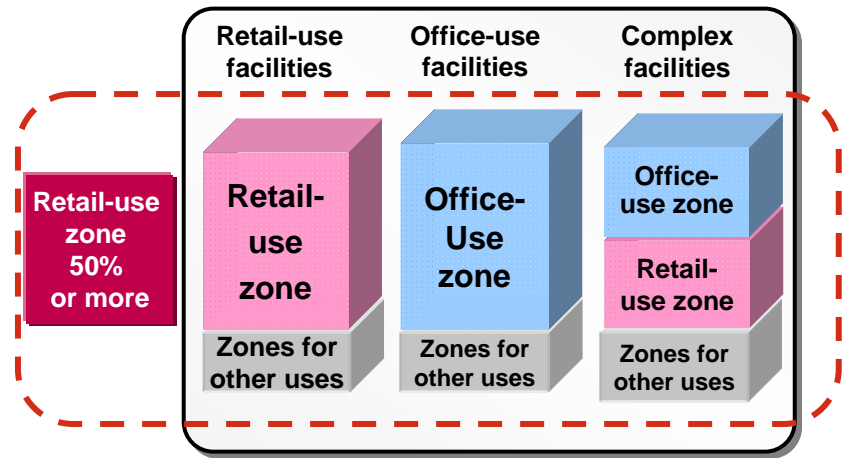 Retail-use
facilities
Office-use
facilities
Complex
facilities
Retail-use
zone
50%
or more
Retail-
use
zone
Zones for
other uses
Office-
Use
zone
Zones for
other uses
Office-
use zone
Retail-
use zone
Zones for
other uses